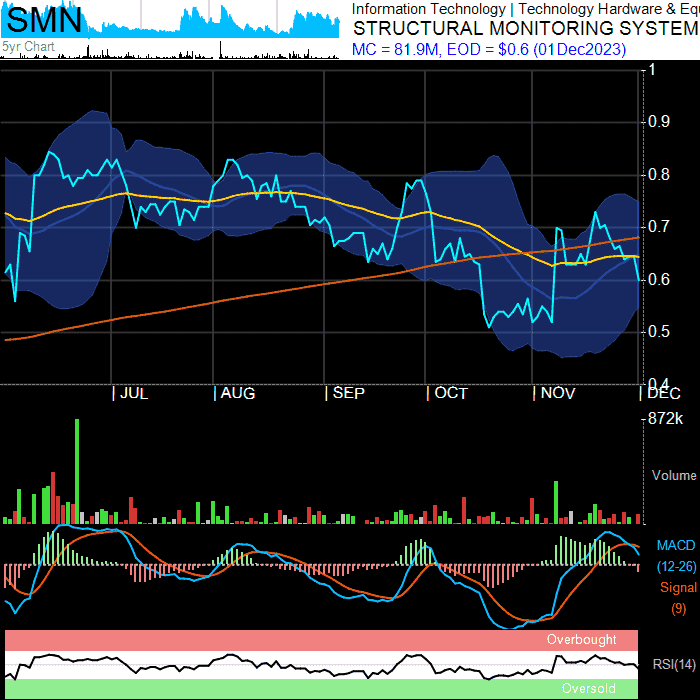 SMN
5yr Chart
Information Technology | Technology Hardware & Equ
STRUCTURAL MONITORING SYSTEM
MC = 81.9M, EOD = $0.6 (01Dec2023)
1
0.9
0.8
0.7
0.6
0.5
0.4
JUL
AUG
SEP
OCT
NOV
DEC
872k
Volume
MACD
(12-26)
Signal
(9)
Overbought
RSI(14)
Oversold